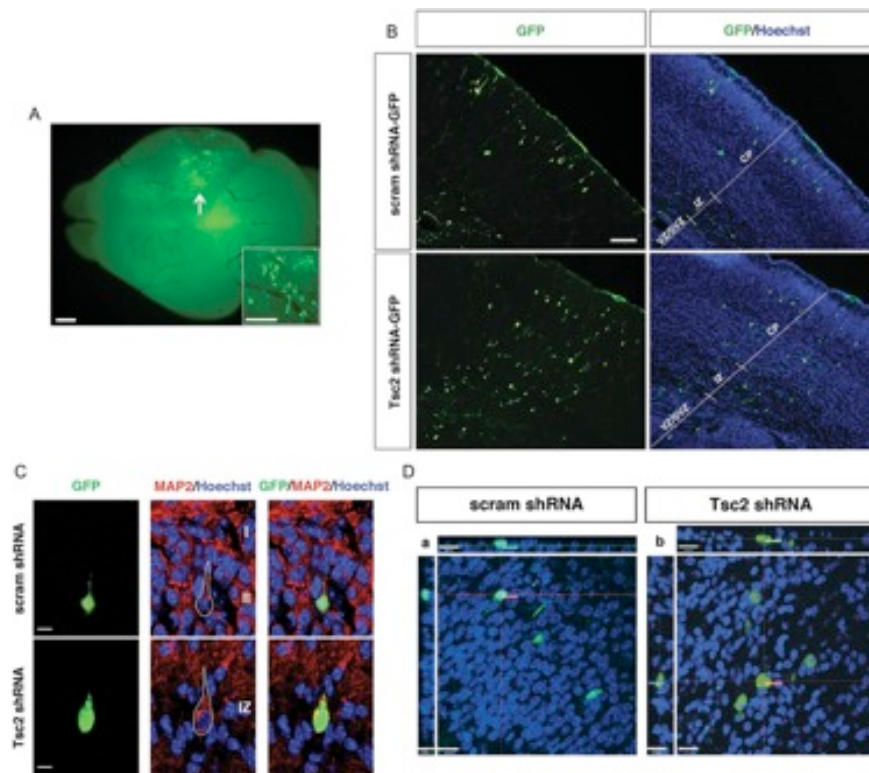 A
B
GFP
GFP/Hoechst
scram shRNA-GFP
CP
IZ
VZ/SVZ
Tsc2 shRNA-GFP
CP
IZ
VZ/SVZ
C
GFP
MAP2/Hoechst
GFP/MAP2/Hoechst
scram shRNA
I
II
Tsc2 shRNA
IZ
D
scram shRNA
Tsc2 shRNA
a
b